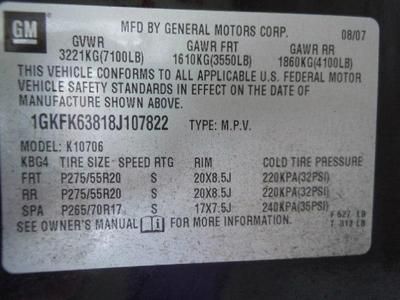 GM
MFD BY GENERAL MOTORS CORP. 08/07
GVWR GAWR FRT GAWR RR
3221KG(7100LB) 1610KG(3550LB) 1860KG(4100LB)
THIS VEHICLE CONFORMS TO ALL APPLICABLE U.S. FEDERAL MOTOR
VEHICLE SAFETY STANDARDS IN EFFECT ON THE DATE OF
MANUFACTURE SHOWN ABOVE.
1GKFK63818J107822 TYPE: M.P.V.
MODEL: K10706
KBG4 TIRE SIZE SPEED RTG RIM COLD TIRE PRESSURE
FRT P275/55R20 S 20X8.5J 220KPA(32PSI)
RR P275/55R20 S 20X8.5J 220KPA(32PSI)
SPA P265/70R17 S 17X7.5J 240KPA(35PSI)
SEE OWNER'S MANUAL FOR MORE INFORMATION. F 527 LB
T 312 LB